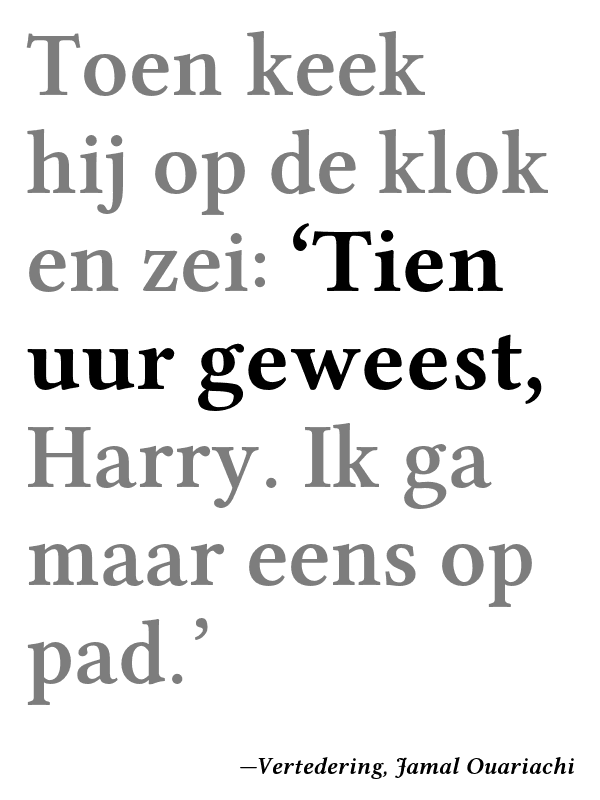 Toen keek
hij op de klok
en zei: ‘Tien
uur geweest,
Harry. Ik ga
maar eens op
pad.’
—Vertedering, Jamal Ouariachi